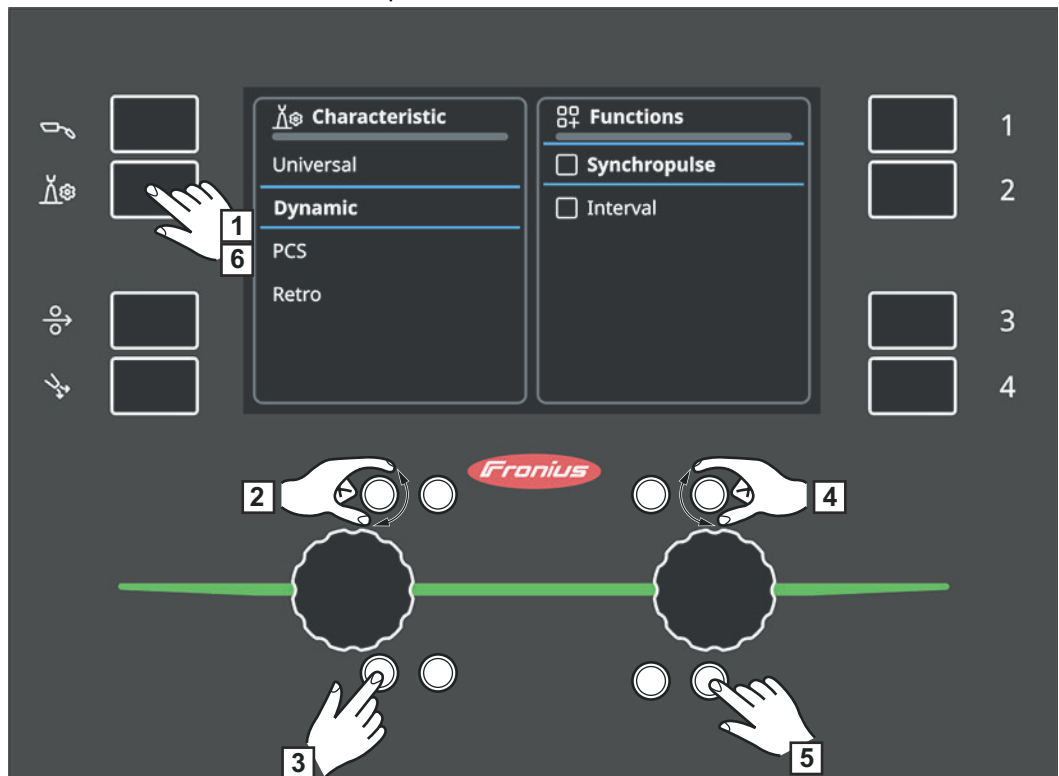 Characteristic
Universal
Dynamic
PCS
Retro
Functions
Synchropulse
Interval
1
2
3
4
1
6
Fronius
2
4
3
5